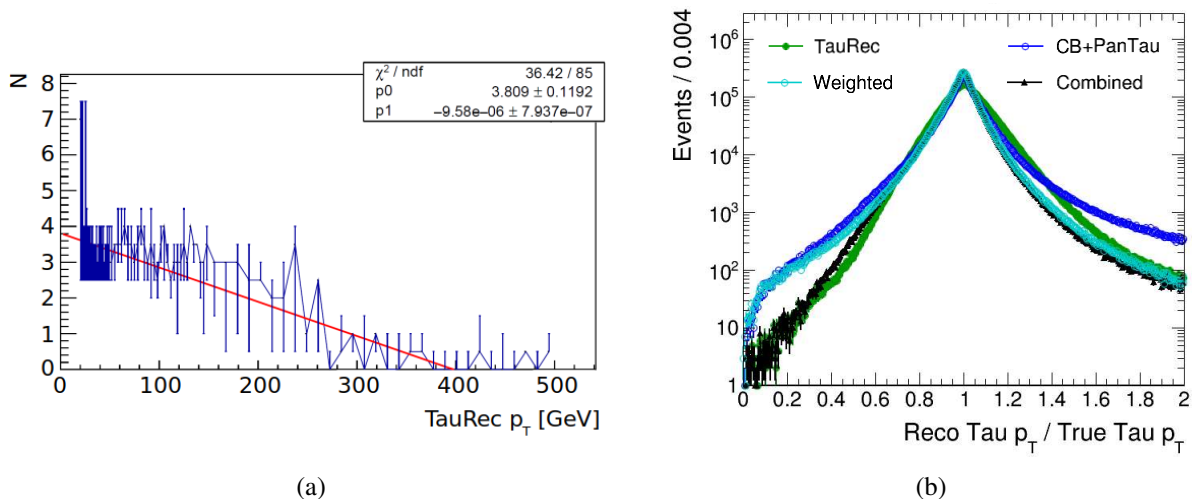 N
8
7
6
5
4
3
2
1
0
χ² / ndf 36.42 / 85
p0 3.809 ± 0.1192
p1 −9.58e−06 ± 7.937e−07
0 100 200 300 400 500
TauRec p_T [GeV]
(a)
Events / 0.004
10⁶
10⁵
10⁴
10³
10²
10
1
TauRec CB+PanTau
Weighted Combined
0 0.2 0.4 0.6 0.8 1 1.2 1.4 1.6 1.8 2
Reco Tau p_T / True Tau p_T
(b)